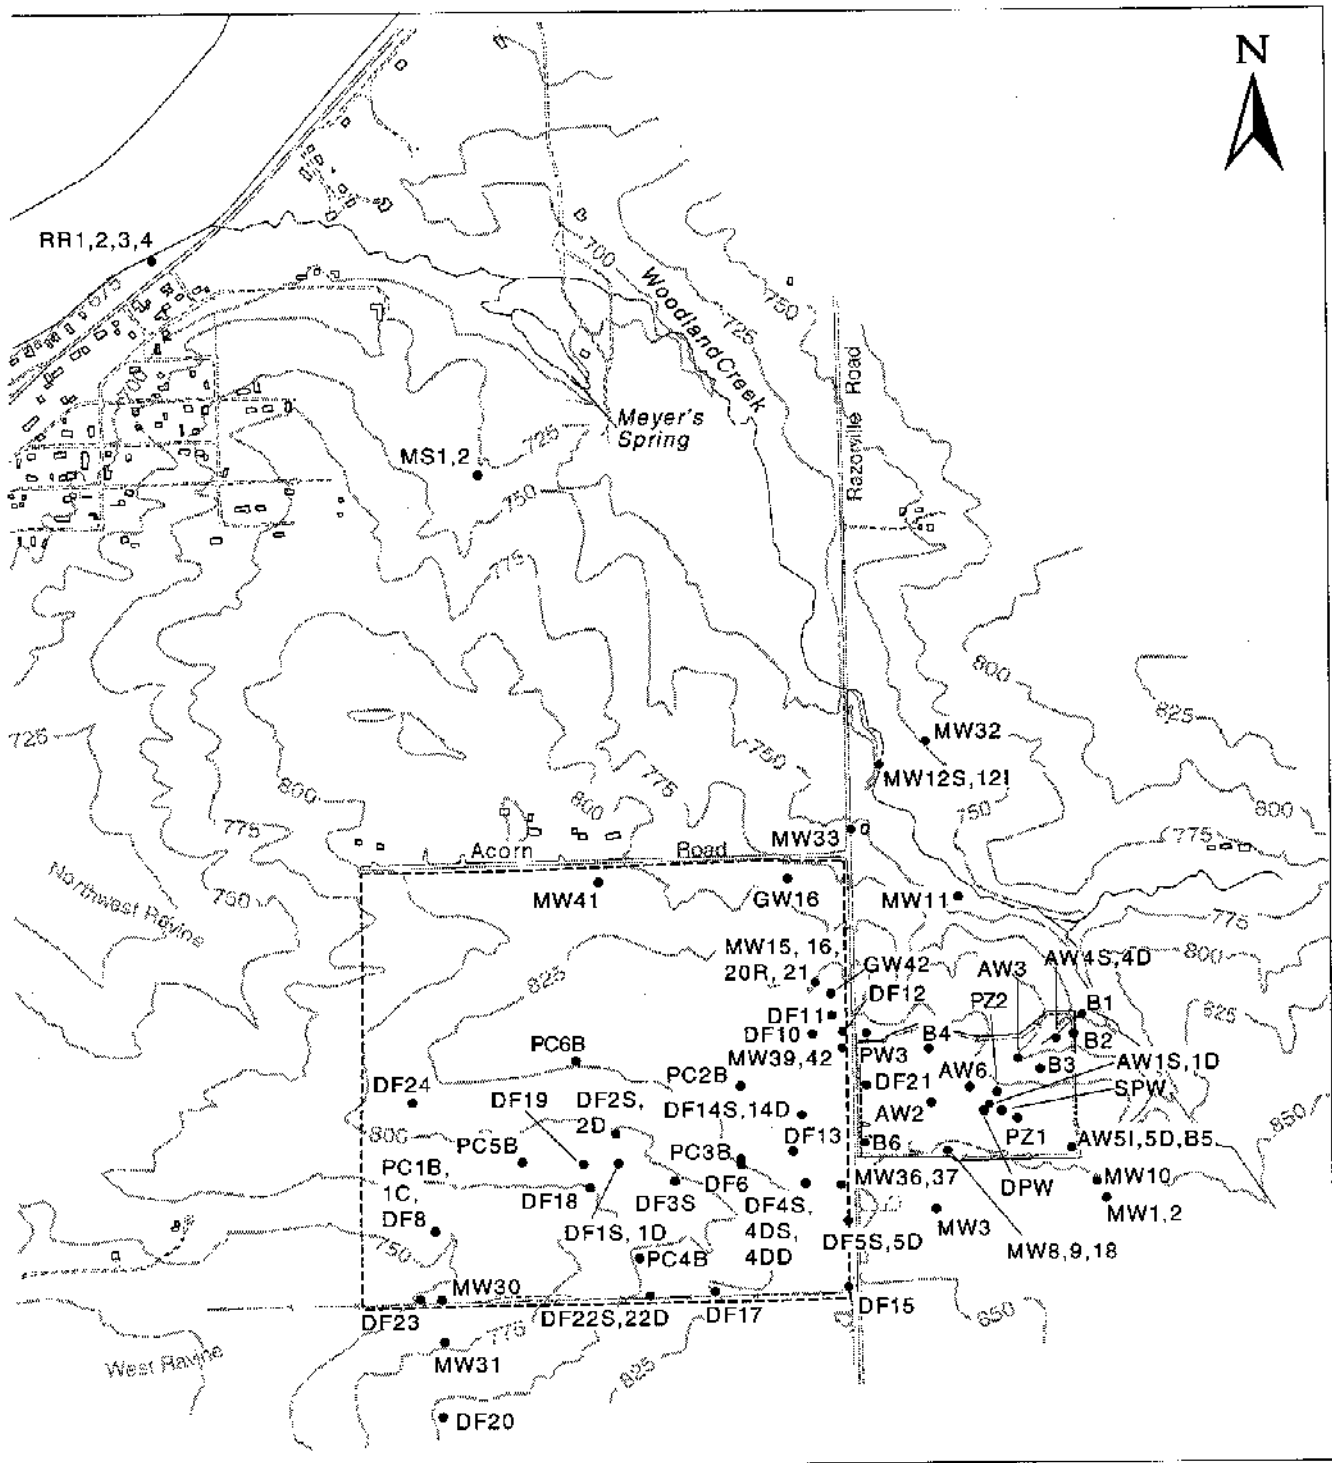 N
RR1,2,3,4
675
700
700
Woodland Creek
750
725
Razorville Road
Meyer's
Spring
725
MS1,2
750
775
800
825
725
750
MW32
MW12S,12I
775
800
800
750
800
775
MW33
775
Acorn Road
Northwest Ravine
750
MW41
GW16
MW11
775
MW15, 16,
20R, 21
GW42
AW3
AW4S,4D
800
825
DF12
PZ2
DF11
B1
825
DF10
B4
B2
PC6B
MW39,42
PW3
B3
AW1S,1D
PC2B
AW6
DF24
DF19
DF2S,
2D
DF21
SPW
DF14S,14D
AW2
850
800
DF13
PZ1
PC5B
PC3B
B6
AW5I,5D,B5
PC1B,
1C,
DF8
DF18
DF3S
DF6
DF4S,
4DS,
4DD
MW36,37
DPW
MW10
MW1,2
DF1S, 1D
MW3
750
DF5S,5D
PC4B
MW8,9,18
MW30
DF23
DF22S,22D
DF17
DF15
850
775
West Ravine
MW31
825
DF20